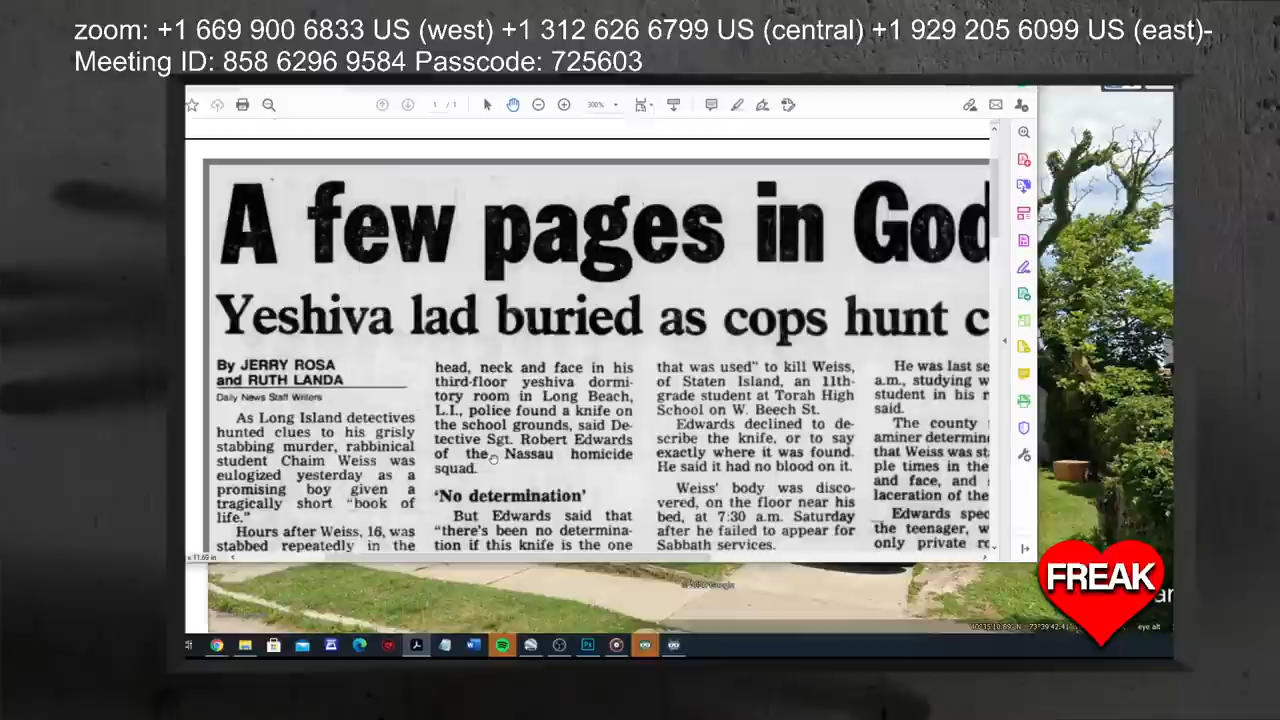 zoom: +1 669 900 6833 US (west) +1 312 626 6799 US (central) +1 929 205 6099 US (east)-
Meeting ID: 858 6296 9584 Passcode: 725603
1 / 1
300%
A few pages in God
Yeshiva lad buried as cops hunt c
By JERRY ROSA
and RUTH LANDA
Daily News Staff Writers
As Long Island detectives
hunted clues to his grisly
stabbing murder, rabbinical
student Chaim Weiss was
eulogized yesterday as a
promising boy given a
tragically short "book of
life."
Hours after Weiss, 16, was
stabbed repeatedly in the
head, neck and face in his
third-floor yeshiva dormi-
tory room in Long Beach,
L.I., police found a knife on
the school grounds, said De-
tective Sgt. Robert Edwards
of the Nassau homicide
squad.
'No determination'
But Edwards said that
"there's been no determina-
tion if this knife is the one
that was used" to kill Weiss,
of Staten Island, an 11th-
grade student at Torah High
School on W. Beech St.
Edwards declined to de-
scribe the knife, or to say
exactly where it was found.
He said it had no blood on it.
Weiss' body was disco-
vered, on the floor near his
bed, at 7:30 a.m. Saturday
after he failed to appear for
Sabbath services.
He was last se
a.m., studying w
student in his r
said.
The county
aminer determin
that Weiss was st
ple times in the
and face, and
laceration of the
Edwards spec
the teenager, w
only private ro
x 11.69 in
Google
FREAK
ar
eye alt